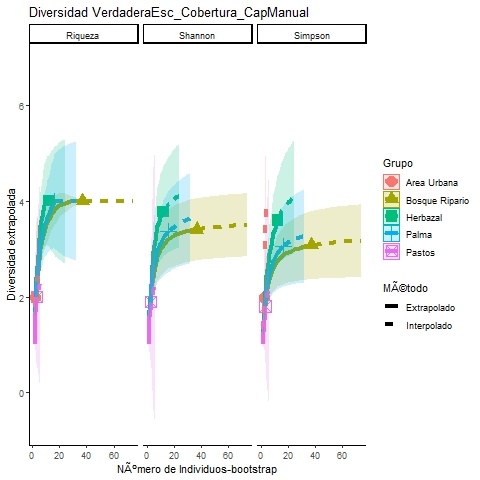 Diversidad VerdaderaEsc_Cobertura_CapManual
Riqueza
Shannon
Simpson
6
4
2
0
Diversidad extrapolada
0 20 40 60
0 20 40 60
0 20 40 60
NÃºmero de Individuos-bootstrap
Grupo
Area Urbana
Bosque Ripario
Herbazal
Palma
Pastos
MÃ©todo
Extrapolado
Interpolado